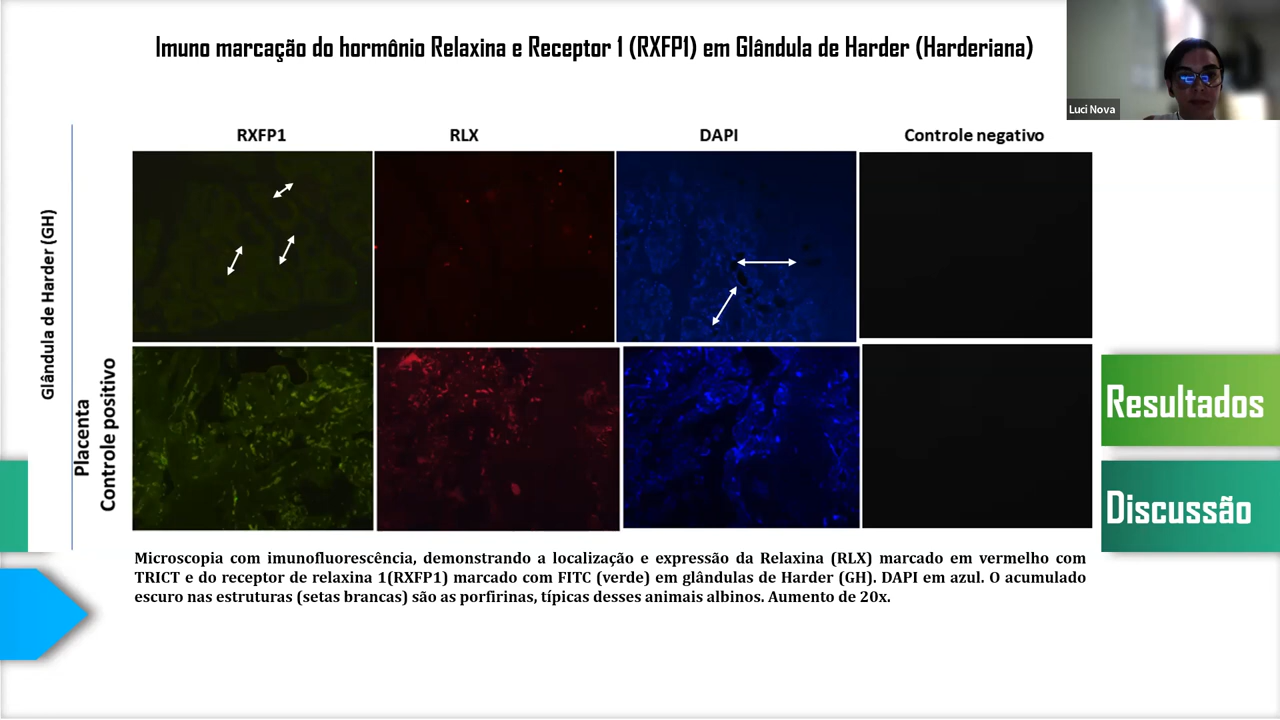 Imuno marcação do hormônio Relaxina e Receptor 1 (RXFP1) em Glândula de Harder (Harderiana)
Luci Nova
RXFP1
RLX
DAPI
Controle negativo
Glândula de Harder (GH)
Placenta
Controle positivo
Resultados
Discussão
Microscopia com imunofluorescência, demonstrando a localização e expressão da Relaxina (RLX) marcado em vermelho com
TRICT e do receptor de relaxina 1(RXFP1) marcado com FITC (verde) em glândulas de Harder (GH). DAPI em azul. O acumulado
escuro nas estruturas (setas brancas) são as porfirinas, típicas desses animais albinos. Aumento de 20x.